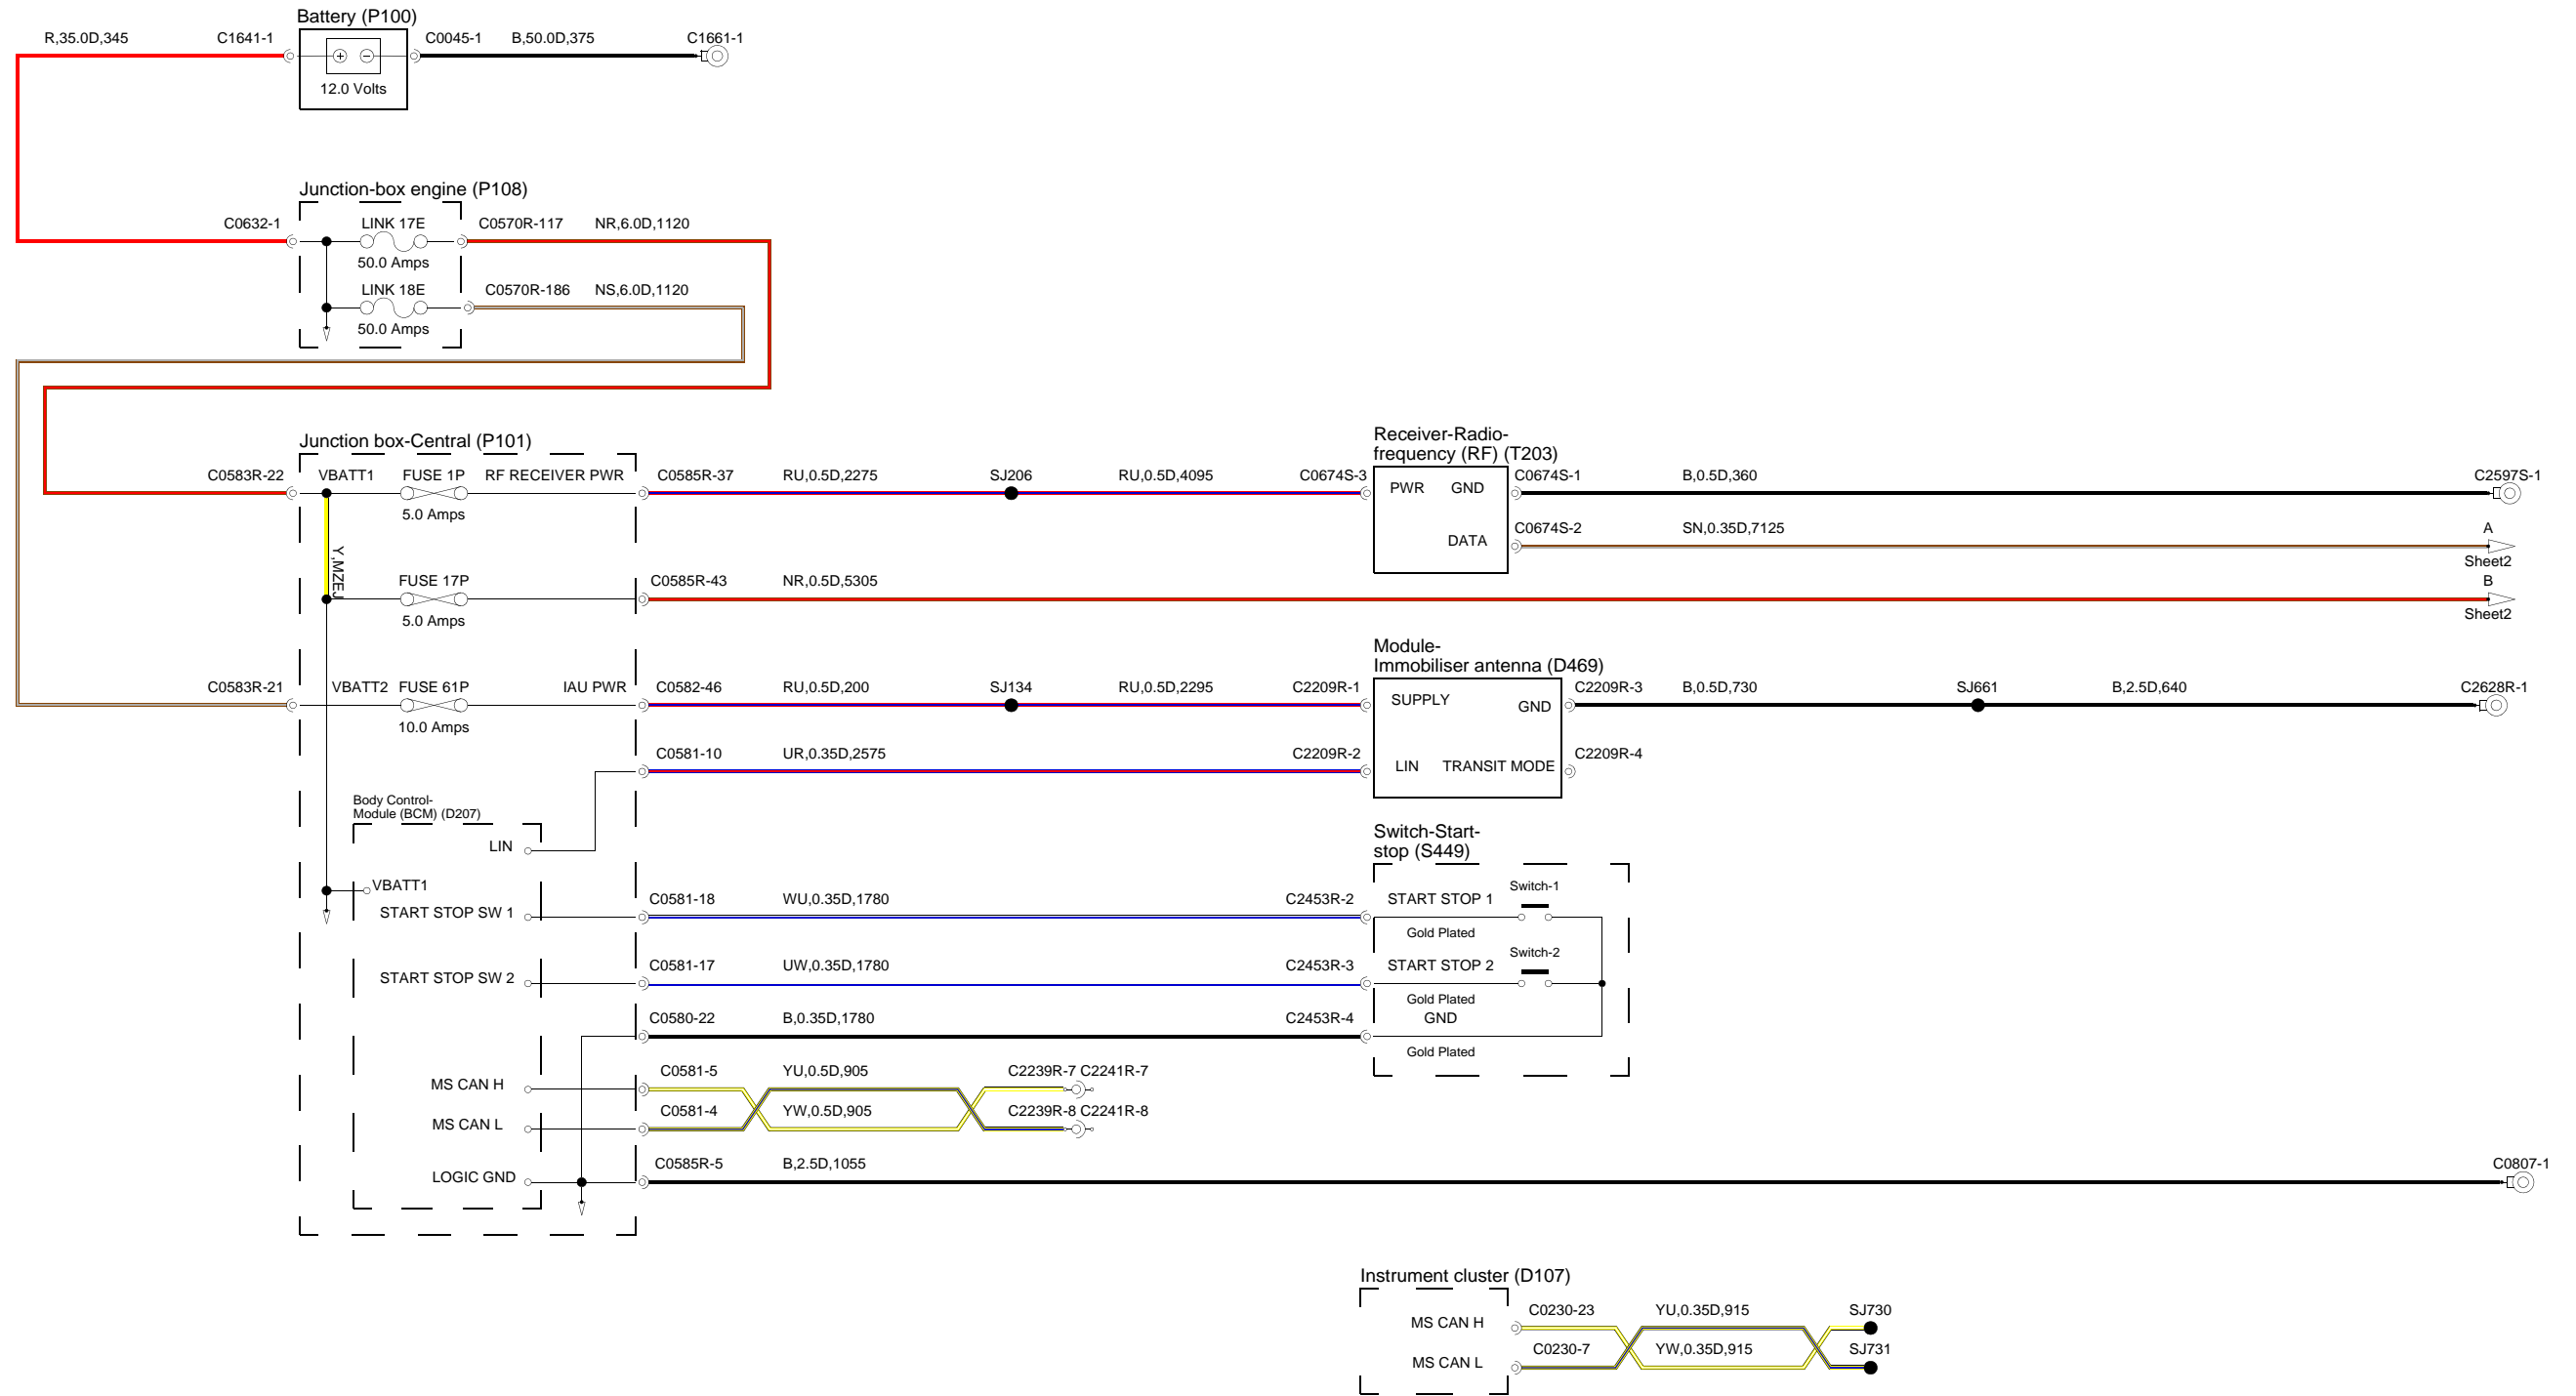 Battery (P100)
R,35.0D,345
C1641-1
C0045-1
B,50.0D,375
C1661-1
12.0 Volts
Junction-box engine (P108)
C0632-1
LINK 17E
C0570R-117
NR,6.0D,1120
50.0 Amps
LINK 18E
C0570R-186
NS,6.0D,1120
50.0 Amps
Junction box-Central (P101)
C0583R-22
VBATT1
FUSE 1P
RF RECEIVER PWR
C0585R-37
RU,0.5D,2275
SJ206
RU,0.5D,4095
C0674S-3
5.0 Amps
Receiver-Radio-
frequency (RF) (T203)
PWR
GND
DATA
C0674S-1
B,0.5D,360
C2597S-1
C0674S-2
SN,0.35D,7125
A
Sheet2
Y,MZEJ
FUSE 17P
C0585R-43
NR,0.5D,5305
B
Sheet2
5.0 Amps
Module-
Immobiliser antenna (D469)
C0583R-21
VBATT2
FUSE 61P
IAU PWR
C0582-46
RU,0.5D,200
SJ134
RU,0.5D,2295
C2209R-1
SUPPLY
GND
C2209R-3
B,0.5D,730
SJ661
B,2.5D,640
C2628R-1
10.0 Amps
C0581-10
UR,0.35D,2575
C2209R-2
LIN
TRANSIT MODE
C2209R-4
Body Control-
Module (BCM) (D207)
LIN
VBATT1
Switch-Start-
stop (S449)
START STOP SW 1
C0581-18
WU,0.35D,1780
C2453R-2
START STOP 1
Switch-1
Gold Plated
START STOP SW 2
C0581-17
UW,0.35D,1780
C2453R-3
START STOP 2
Switch-2
Gold Plated
C0580-22
B,0.35D,1780
C2453R-4
GND
Gold Plated
MS CAN H
C0581-5
YU,0.5D,905
C2239R-7 C2241R-7
MS CAN L
C0581-4
YW,0.5D,905
C2239R-8 C2241R-8
LOGIC GND
C0585R-5
B,2.5D,1055
C0807-1
Instrument cluster (D107)
MS CAN H
C0230-23
YU,0.35D,915
SJ730
MS CAN L
C0230-7
YW,0.35D,915
SJ731